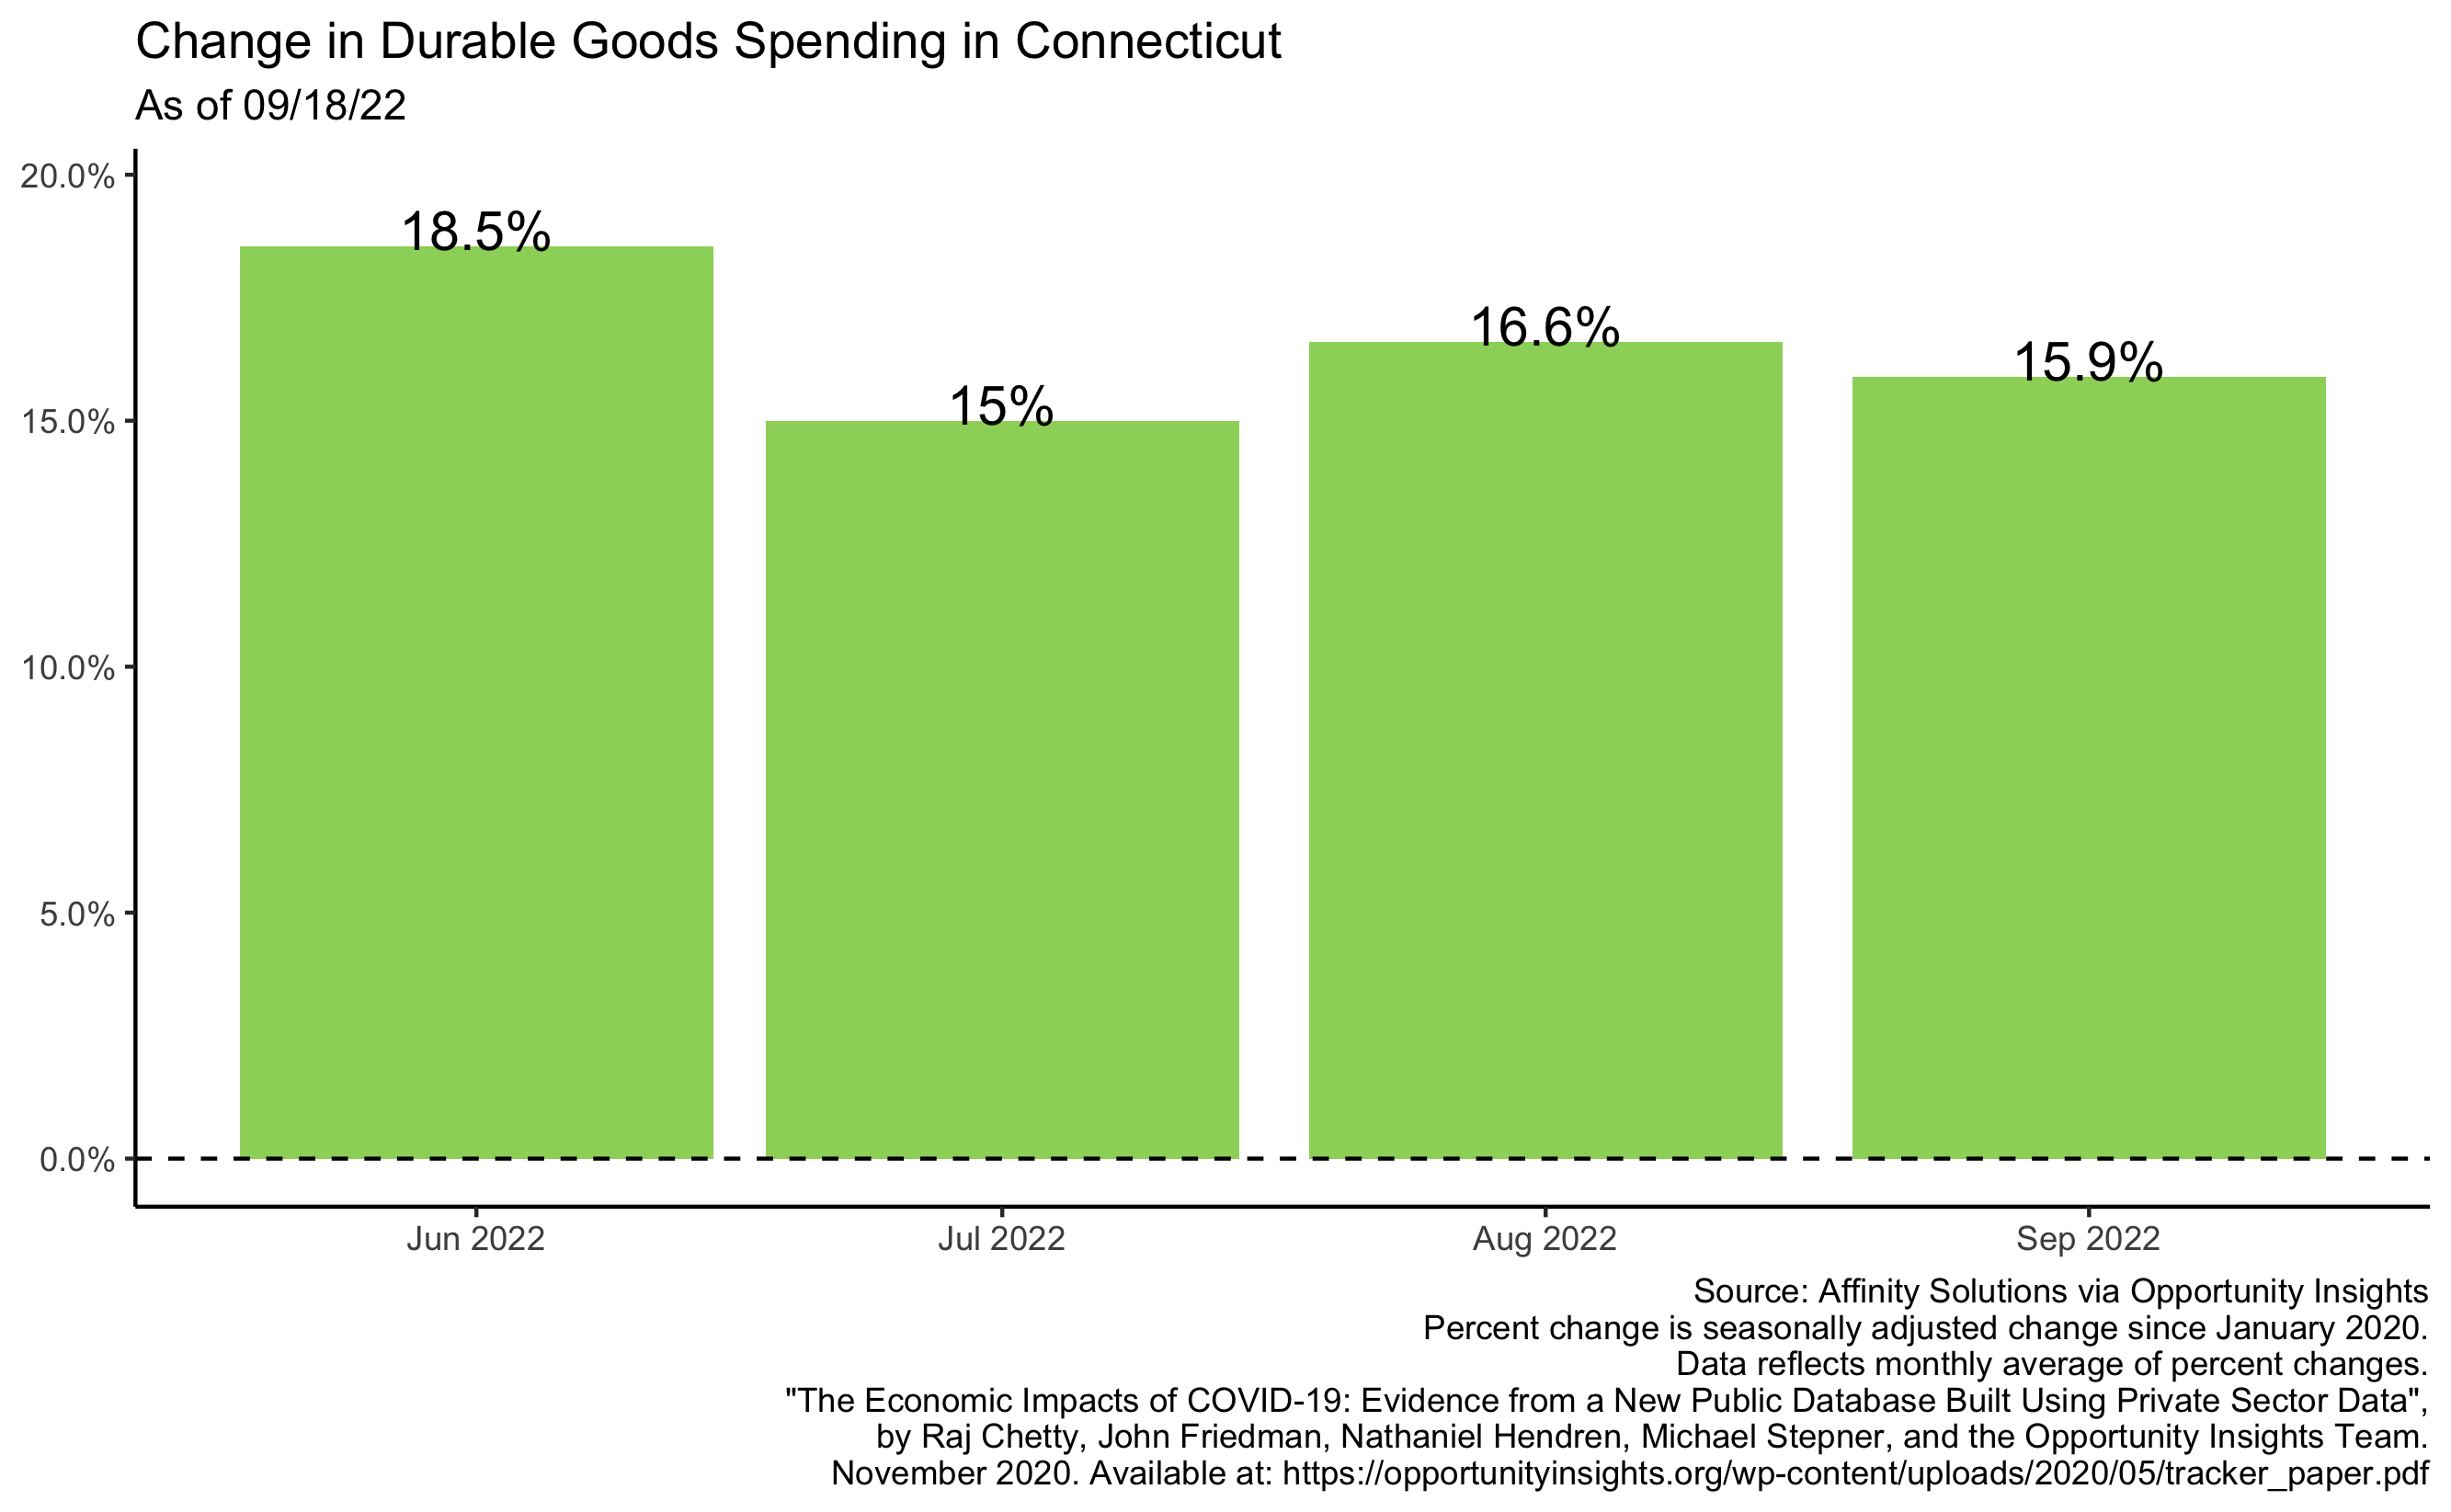 Change in Durable Goods Spending in Connecticut
As of 09/18/22
20.0%
15.0%
10.0%
5.0%
0.0%
18.5%
15%
16.6%
15.9%
Jun 2022
Jul 2022
Aug 2022
Sep 2022
Source: Affinity Solutions via Opportunity Insights
Percent change is seasonally adjusted change since January 2020.
Data reflects monthly average of percent changes.
"The Economic Impacts of COVID-19: Evidence from a New Public Database Built Using Private Sector Data",
by Raj Chetty, John Friedman, Nathaniel Hendren, Michael Stepner, and the Opportunity Insights Team.
November 2020. Available at: https://opportunityinsights.org/wp-content/uploads/2020/05/tracker_paper.pdf